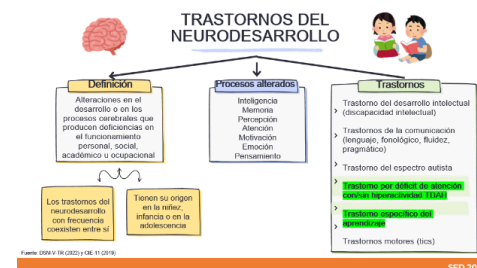 TRASTORNOS DEL
NEURODESARROLLO
Definición
Alteraciones en el
desarrollo o en los
procesos cerebrales que
producen deficiencias en
el funcionamiento
personal, social,
académico u ocupacional
Los trastornos del
neurodesarrollo
con frecuencia
coexisten entre sí
Tienen su origen
en la niñez,
infancia o en la
adolescencia
Procesos alterados
Inteligencia
Memoria
Percepción
Atención
Motivación
Emoción
Pensamiento
Trastornos
Trastorno del desarrollo intelectual
(discapacidad intelectual)
Trastornos de la comunicación
(lenguaje, fonológico, fluidez,
pragmático)
Trastorno del espectro autista
Trastorno por déficit de atención
con/sin hiperactividad TDAH
Trastorno específico del
aprendizaje
Trastornos motores (tics)
Fuente: DSM-V-TR (2022) y CIE-11 (2019)